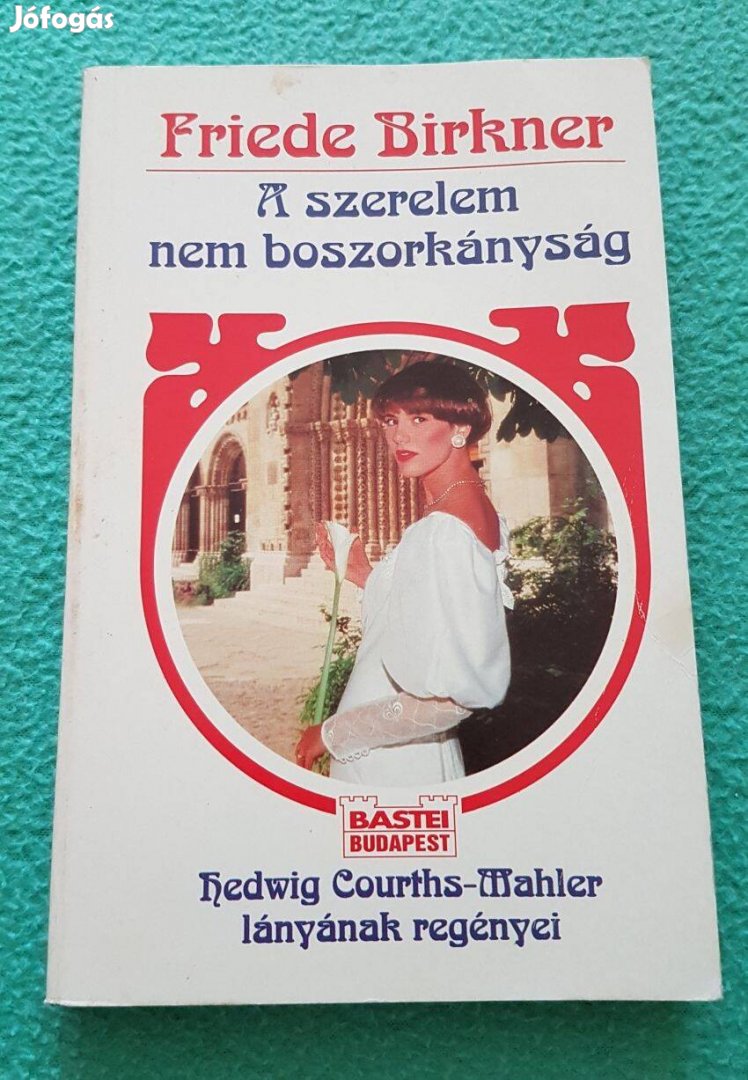 Jófogás
Friede Birkner
A szerelem
nem boszorkányság
BASTEI
BUDAPEST
Hedwig Courths-Mahler
lányának regényei